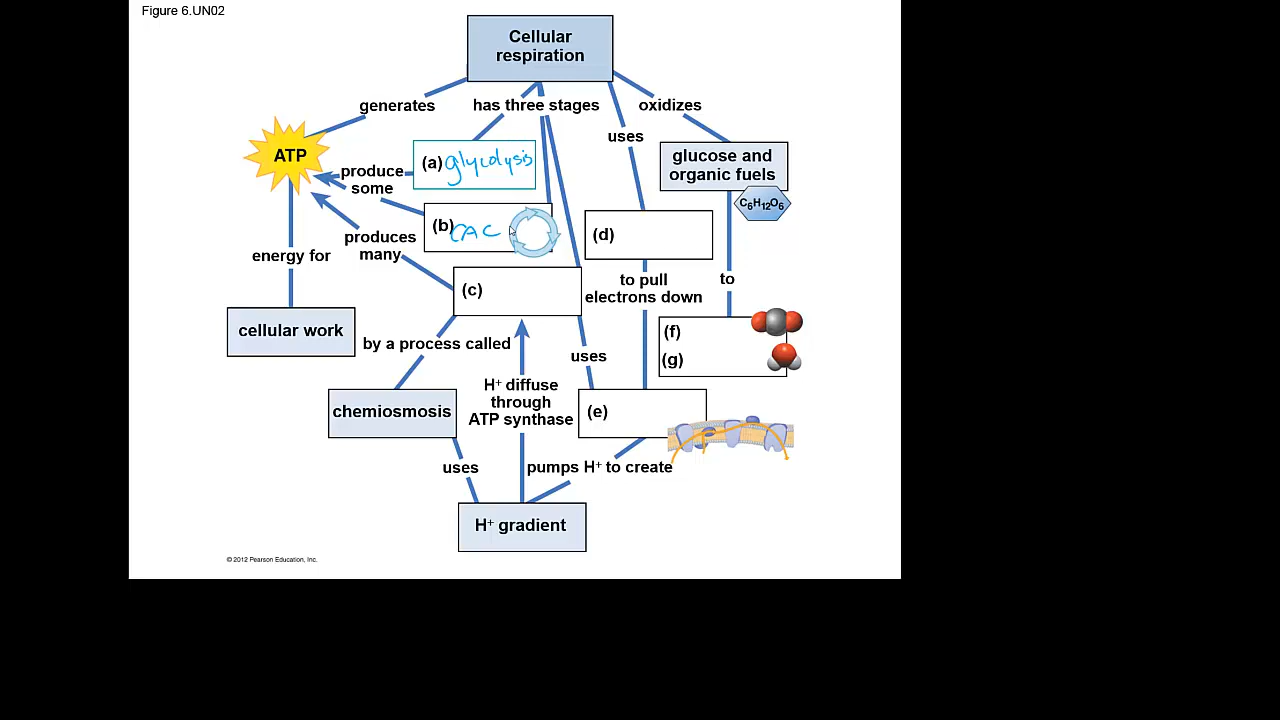 Figure 6.UN02
Cellular
respiration
generates
has three stages
oxidizes
uses
ATP
(a) glycolysis
glucose and
organic fuels
C₆H₁₂O₆
produce
some
(b) CAC
(d)
produces
many
energy for
(c)
to pull
electrons down
to
cellular work
by a process called
uses
(f)
(g)
chemiosmosis
H⁺ diffuse
through
ATP synthase
(e)
uses
pumps H⁺ to create
H⁺ gradient
© 2012 Pearson Education, Inc.